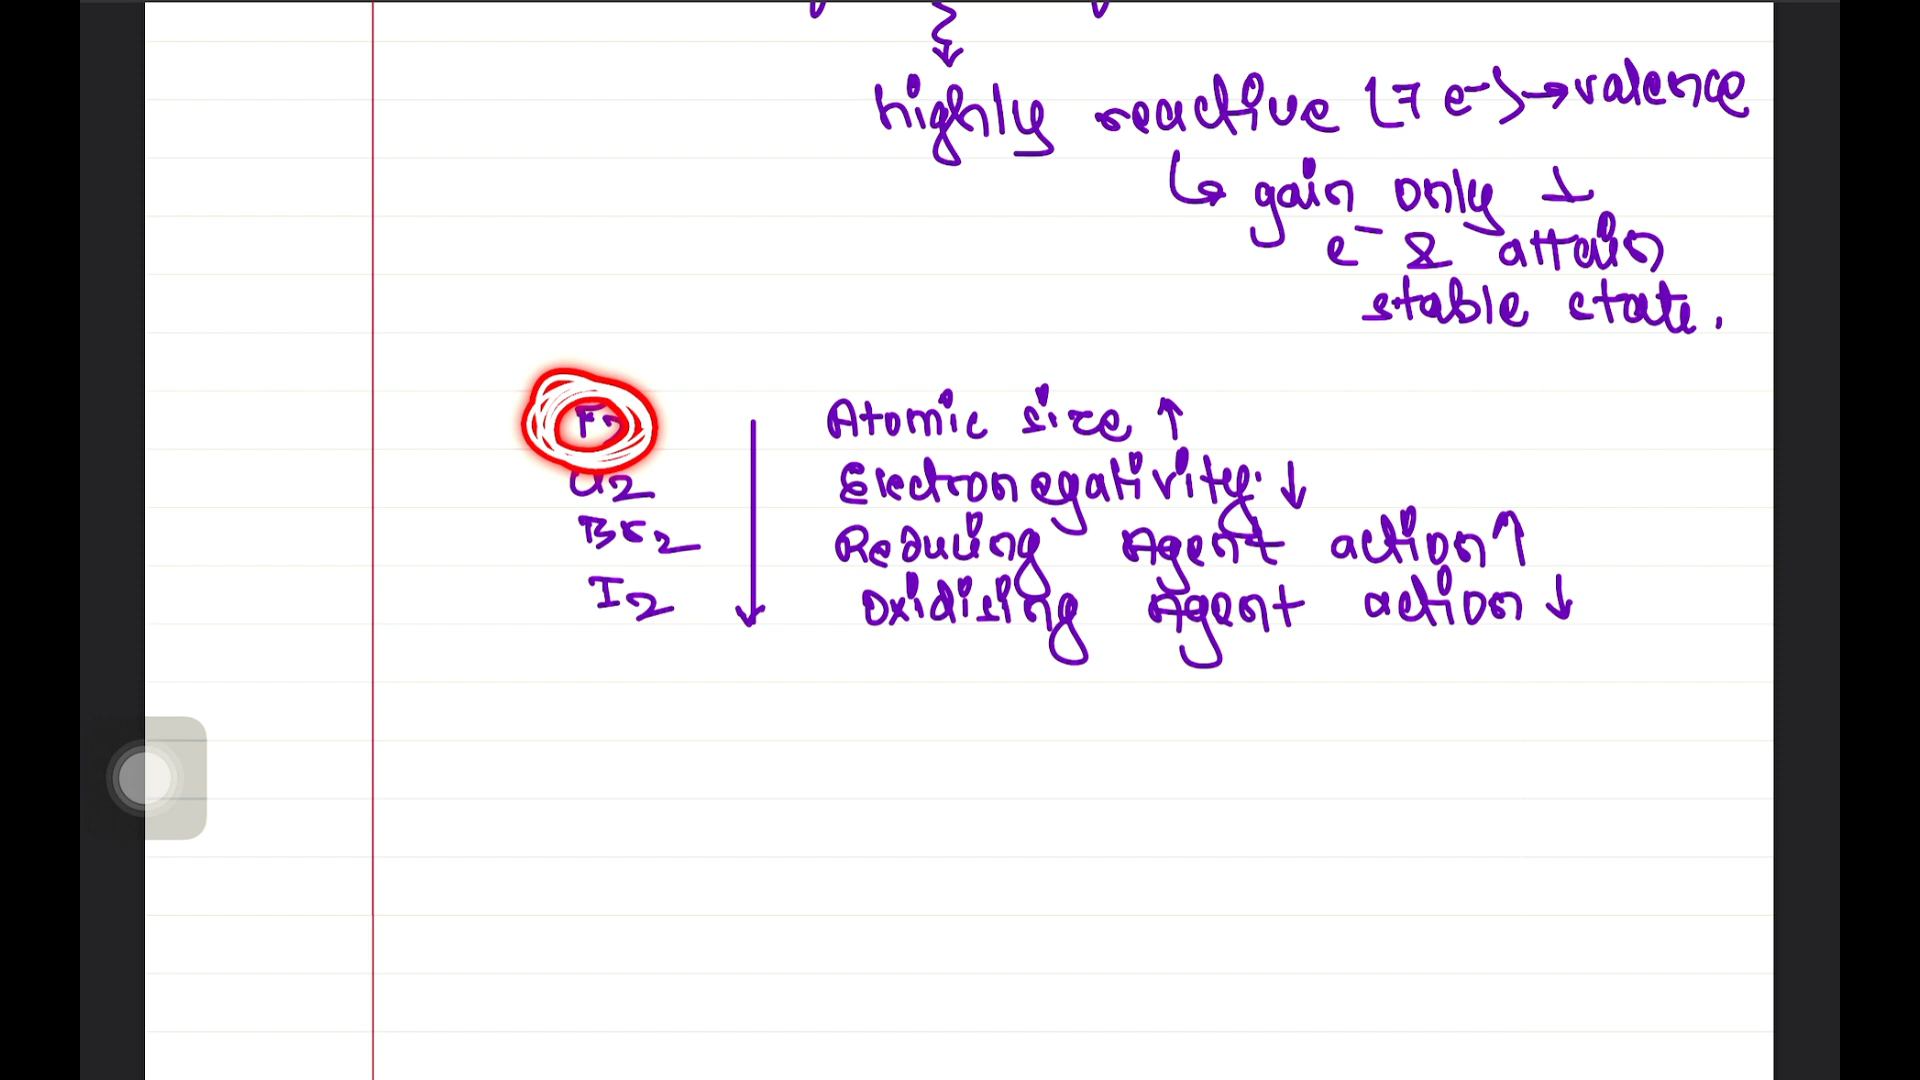 highly reactive (7 e⁻) → valence
↳ gain only 1
e⁻ & attain
stable state.
F2 Atomic size ↑
Cl2 Electronegativity ↓
Br2 Reducing Agent action ↑
I2 Oxidising Agent action ↓